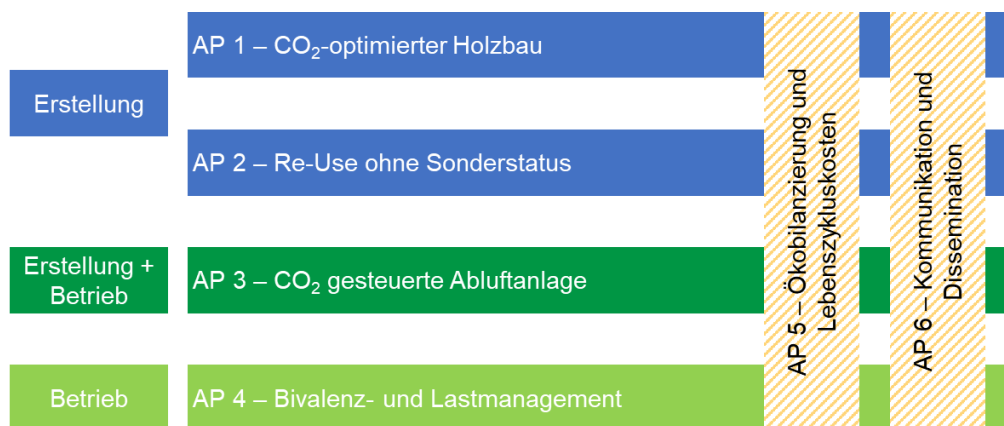 AP 1 – CO₂-optimierter Holzbau
Erstellung
AP 2 – Re-Use ohne Sonderstatus
Erstellung +
Betrieb
AP 3 – CO₂ gesteuerte Abluftanlage
Betrieb
AP 4 – Bivalenz- und Lastmanagement
AP 5 – Ökobilanzierung und
Lebenszykluskosten
AP 6 – Kommunikation und
Dissemination